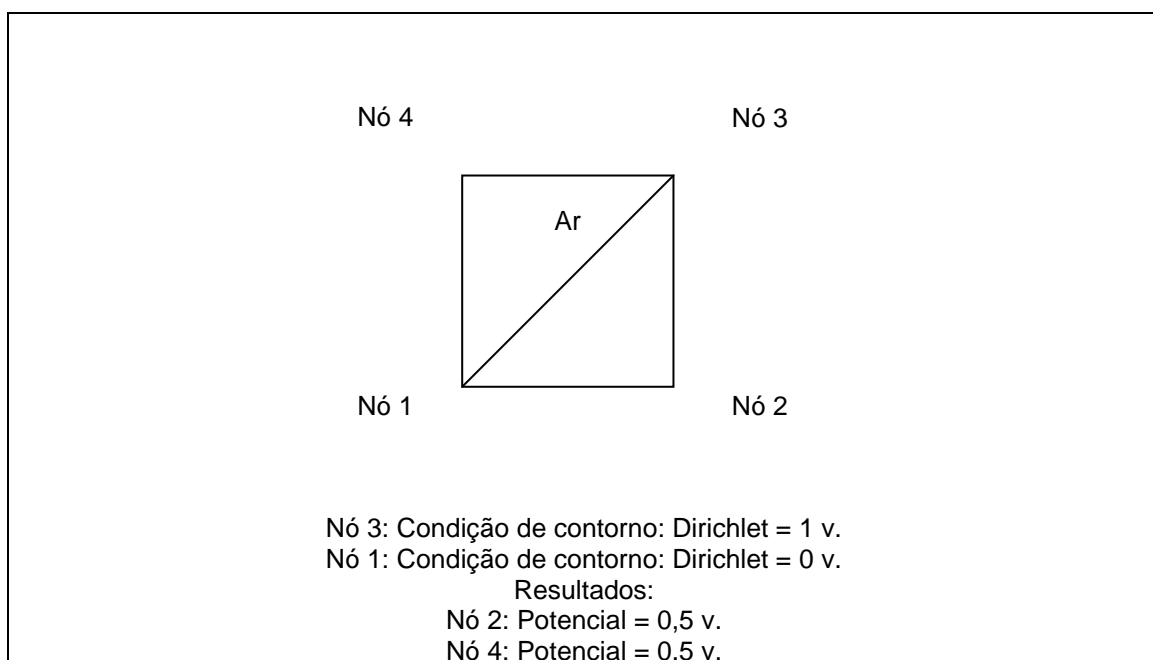 Nó 4 Nó 3
Ar
Nó 1 Nó 2
Nó 3: Condição de contorno: Dirichlet = 1 v.
Nó 1: Condição de contorno: Dirichlet = 0 v.
Resultados:
Nó 2: Potencial = 0,5 v.
Nó 4: Potencial = 0,5 v.